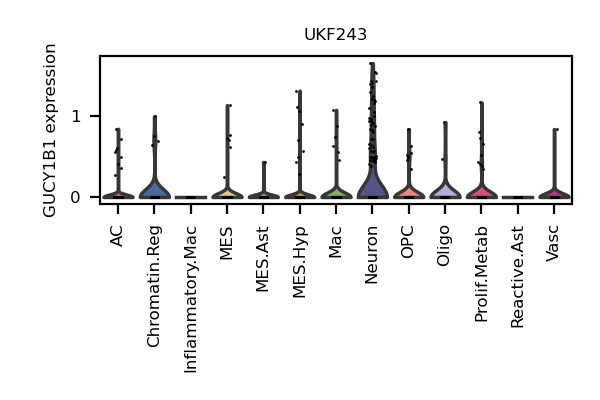 UKF243
GUCY1B1 expression
1
0
AC
Chromatin.Reg
Inflammatory.Mac
MES
MES.Ast
MES.Hyp
Mac
Neuron
OPC
Oligo
Prolif.Metab
Reactive.Ast
Vasc